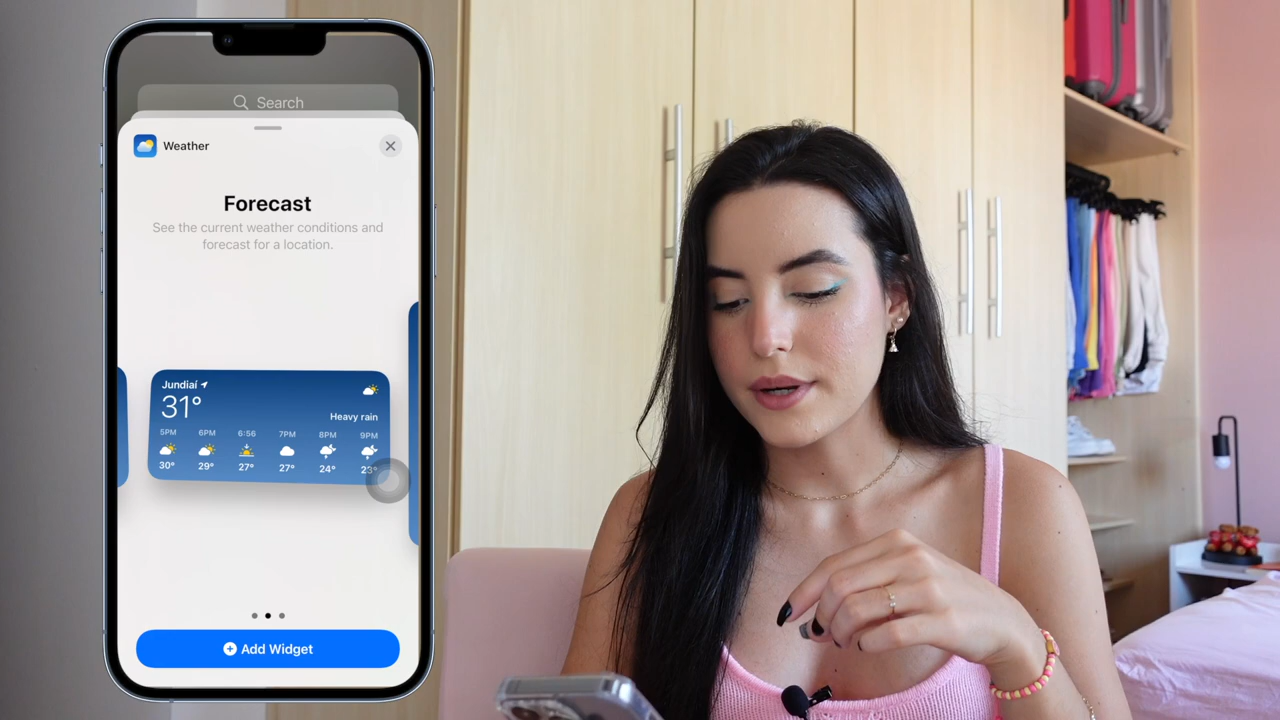 Search
Weather
Forecast
See the current weather conditions and
forecast for a location.
Jundiaí
31°
Heavy rain
5PM 6PM 6:56 7PM 8PM 9PM
30° 29° 27° 27° 24° 23°
Add Widget